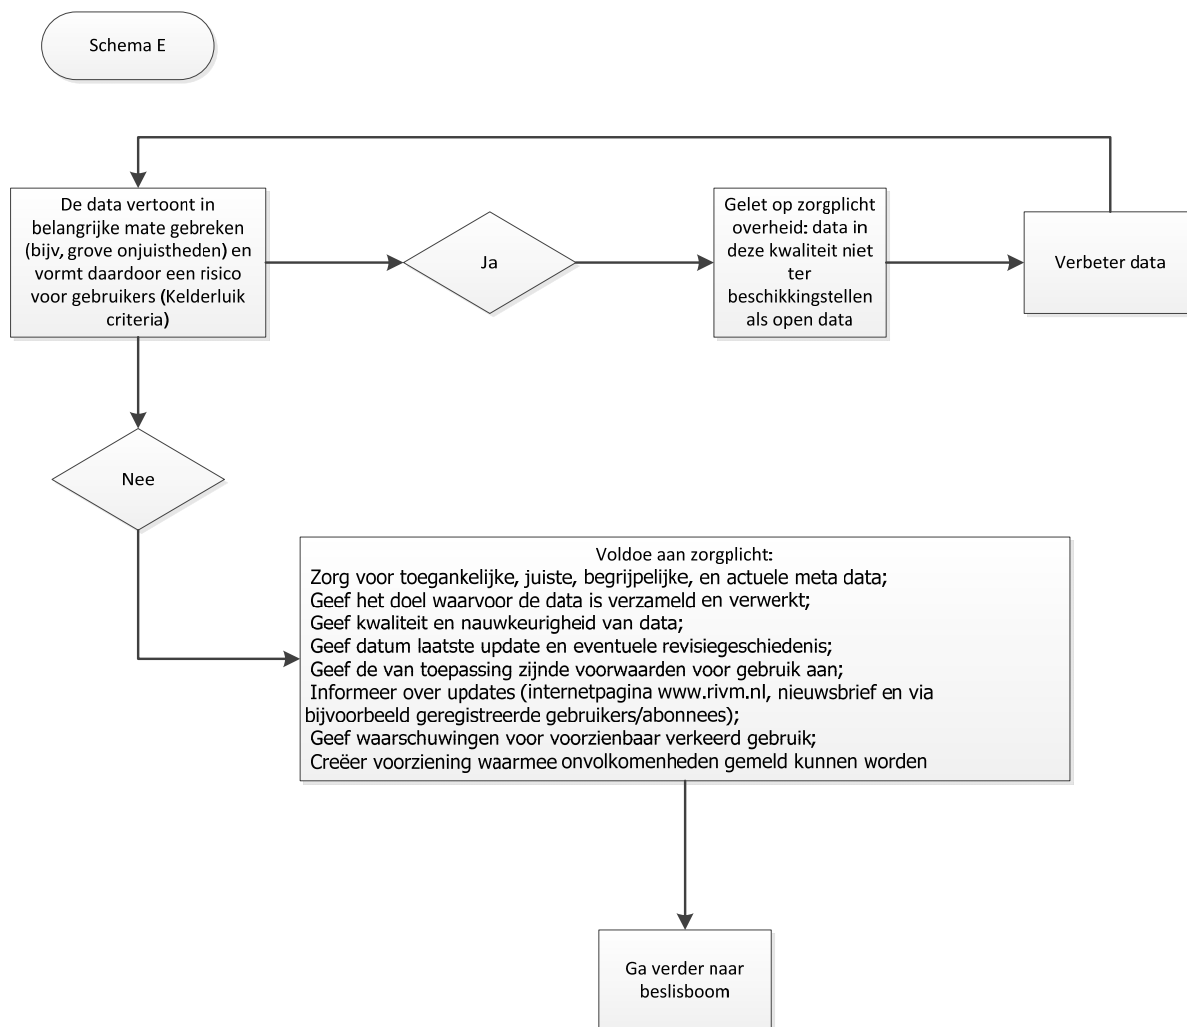 Schema E
De data vertoont in
belangrijke mate gebreken
(bijv, grove onjuistheden) en
vormt daardoor een risico
voor gebruikers (Kelderluik
criteria)
Ja
Gelet op zorgplicht
overheid: data in
deze kwaliteit niet
ter
beschikkingstellen
als open data
Verbeter data
Nee
Voldoe aan zorgplicht:
Zorg voor toegankelijke, juiste, begrijpelijke, en actuele meta data;
Geef het doel waarvoor de data is verzameld en verwerkt;
Geef kwaliteit en nauwkeurigheid van data;
Geef datum laatste update en eventuele revisiegeschiedenis;
Geef de van toepassing zijnde voorwaarden voor gebruik aan;
Informeer over updates (internetpagina www.rivm.nl, nieuwsbrief en via
bijvoorbeeld geregistreerde gebruikers/abonnees);
Geef waarschuwingen voor voorzienbaar verkeerd gebruik;
Creëer voorziening waarmee onvolkomenheden gemeld kunnen worden
Ga verder naar
beslisboom